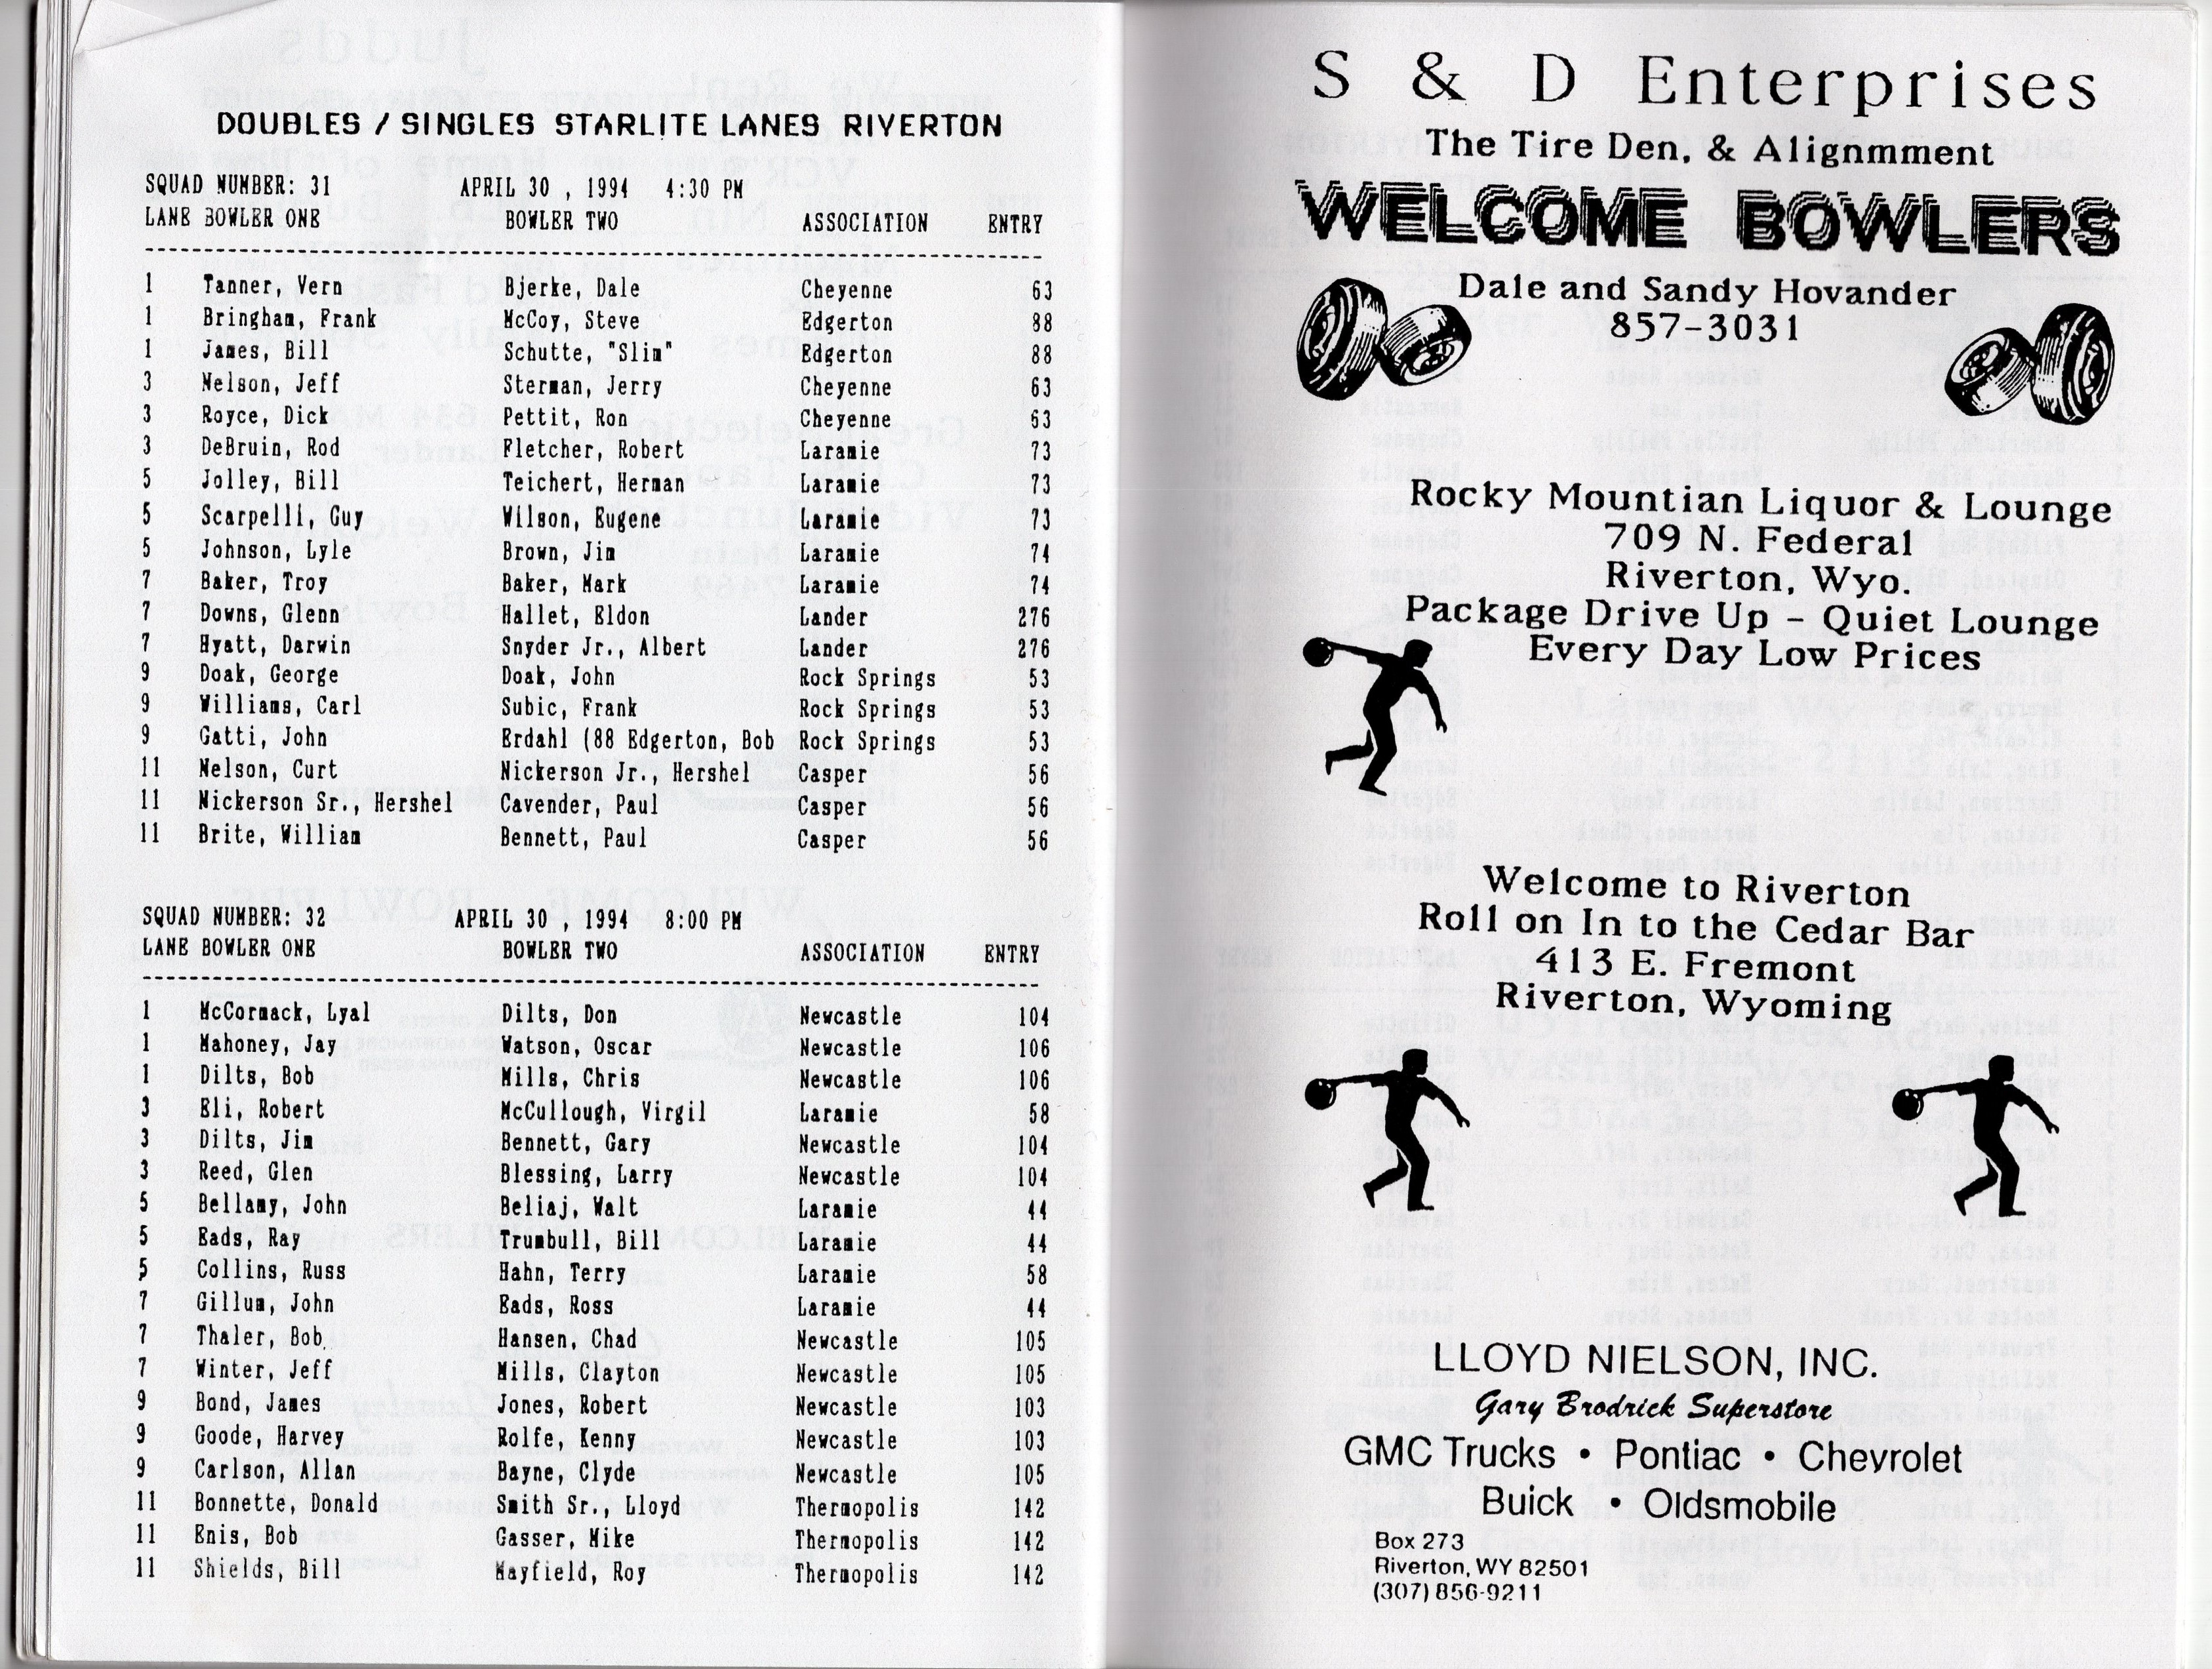 DOUBLES / SINGLES STARLITE LANES RIVERTON
SQUAD NUMBER: 31 APRIL 30 , 1994 4:30 PM
LANE BOWLER ONE BOWLER TWO ASSOCIATION ENTRY
1 Tanner, Vern Bjerke, Dale Cheyenne 63
1 Bringham, Frank McCoy, Steve Edgerton 88
1 James, Bill Schutte, "Slim" Edgerton 88
3 Nelson, Jeff Sterman, Jerry Cheyenne 63
3 Royce, Dick Pettit, Ron Cheyenne 63
3 DeBruin, Rod Fletcher, Robert Laramie 73
5 Jolley, Bill Teichert, Herman Laramie 73
5 Scarpelli, Guy Wilson, Eugene Laramie 73
5 Johnson, Lyle Brown, Jim Laramie 74
7 Baker, Troy Baker, Mark Laramie 74
7 Downs, Glenn Hallet, Eldon Lander 276
7 Hyatt, Darwin Snyder Jr., Albert Lander 276
9 Doak, George Doak, John Rock Springs 53
9 Williams, Carl Subic, Frank Rock Springs 53
9 Gatti, John Erdahl (88 Edgerton, Bob Rock Springs 53
11 Nelson, Curt Nickerson Jr., Hershel Casper 56
11 Nickerson Sr., Hershel Cavender, Paul Casper 56
11 Brite, William Bennett, Paul Casper 56
SQUAD NUMBER: 32 APRIL 30 , 1994 8:00 PM
LANE BOWLER ONE BOWLER TWO ASSOCIATION ENTRY
1 McCormack, Lyal Dilts, Don Newcastle 104
1 Mahoney, Jay Watson, Oscar Newcastle 106
1 Dilts, Bob Mills, Chris Newcastle 106
3 Eli, Robert McCullough, Virgil Laramie 58
3 Dilts, Jim Bennett, Gary Newcastle 104
3 Reed, Glen Blessing, Larry Newcastle 104
5 Bellamy, John Beliaj, Walt Laramie 44
5 Eads, Ray Trumbull, Bill Laramie 44
5 Collins, Russ Hahn, Terry Laramie 58
7 Gillum, John Eads, Ross Laramie 44
7 Thaler, Bob Hansen, Chad Newcastle 105
7 Winter, Jeff Mills, Clayton Newcastle 105
9 Bond, James Jones, Robert Newcastle 103
9 Goode, Harvey Rolfe, Kenny Newcastle 103
9 Carlson, Allan Bayne, Clyde Newcastle 105
11 Bonnette, Donald Smith Sr., Lloyd Thermopolis 142
11 Enis, Bob Gasser, Mike Thermopolis 142
11 Shields, Bill Mayfield, Roy Thermopolis 142
S & D Enterprises
The Tire Den, & Alignmment
WELCOME BOWLERS
Dale and Sandy Hovander
857-3031
Rocky Mountian Liquor & Lounge
709 N. Federal
Riverton, Wyo.
Package Drive Up - Quiet Lounge
Every Day Low Prices
Welcome to Riverton
Roll on In to the Cedar Bar
413 E. Fremont
Riverton, Wyoming
LLOYD NIELSON, INC.
Gary Brodrick Superstore
GMC Trucks • Pontiac • Chevrolet
Buick • Oldsmobile
Box 273
Riverton, WY 82501
(307) 856-9211